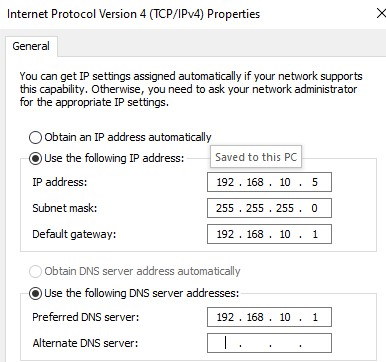 Internet Protocol Version 4 (TCP/IPv4) Properties
General
You can get IP settings assigned automatically if your network supports
this capability. Otherwise, you need to ask your network administrator
for the appropriate IP settings.
Obtain an IP address automatically
Use the following IP address:
Saved to this PC
IP address: 192 . 168 . 10 . 5
Subnet mask: 255 . 255 . 255 . 0
Default gateway: 192 . 168 . 10 . 1
Obtain DNS server address automatically
Use the following DNS server addresses:
Preferred DNS server: 192 . 168 . 10 . 1
Alternate DNS server: . . .